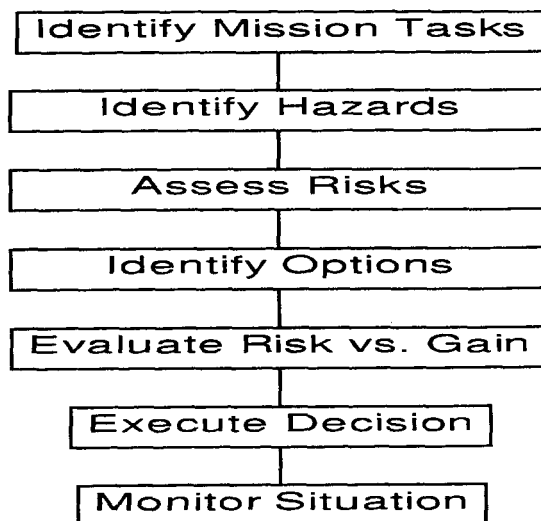 Identify Mission Tasks
Identify Hazards
Assess Risks
Identify Options
Evaluate Risk vs. Gain
Execute Decision
Monitor Situation